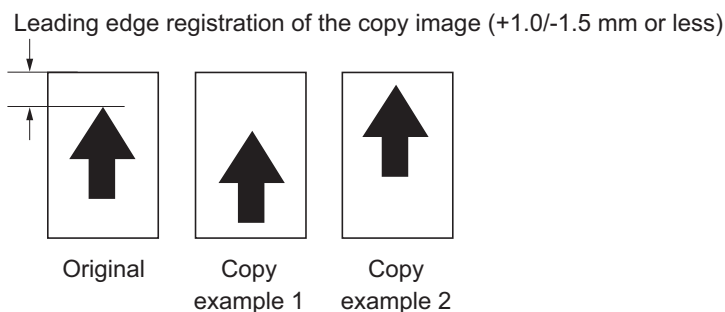 Leading edge registration of the copy image (+1.0/-1.5 mm or less)
Original
Copy
example 1
Copy
example 2